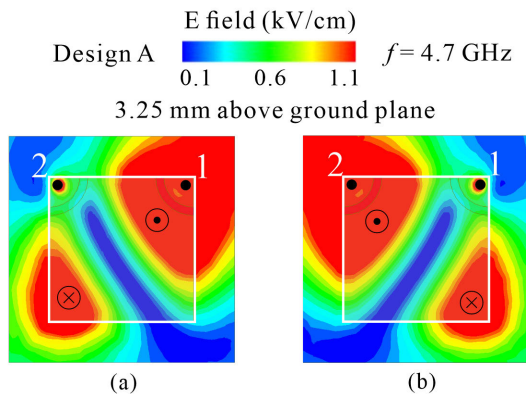 E field (kV/cm)
Design A
f = 4.7 GHz
0.1 0.6 1.1
3.25 mm above ground plane
2 1 2 1
(a) (b)